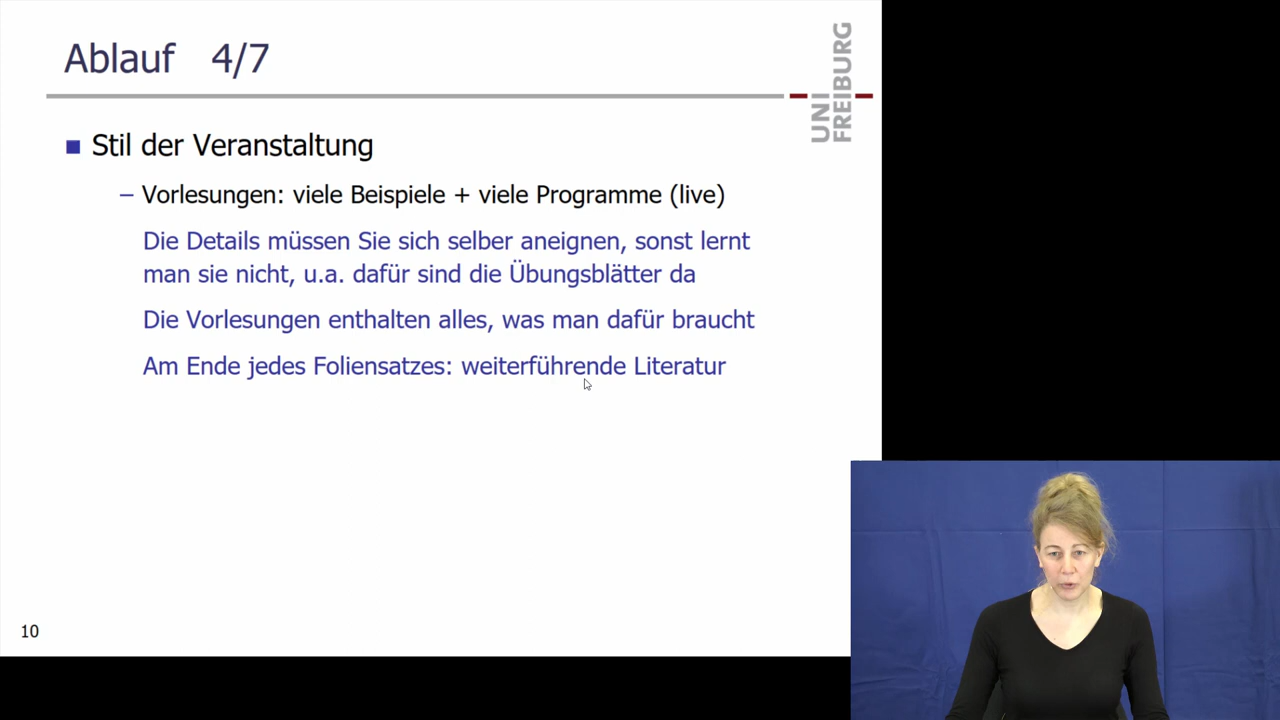 Ablauf 4/7
UNI
FREIBURG
Stil der Veranstaltung
– Vorlesungen: viele Beispiele + viele Programme (live)
Die Details müssen Sie sich selber aneignen, sonst lernt
man sie nicht, u.a. dafür sind die Übungsblätter da
Die Vorlesungen enthalten alles, was man dafür braucht
Am Ende jedes Foliensatzes: weiterführende Literatur
10